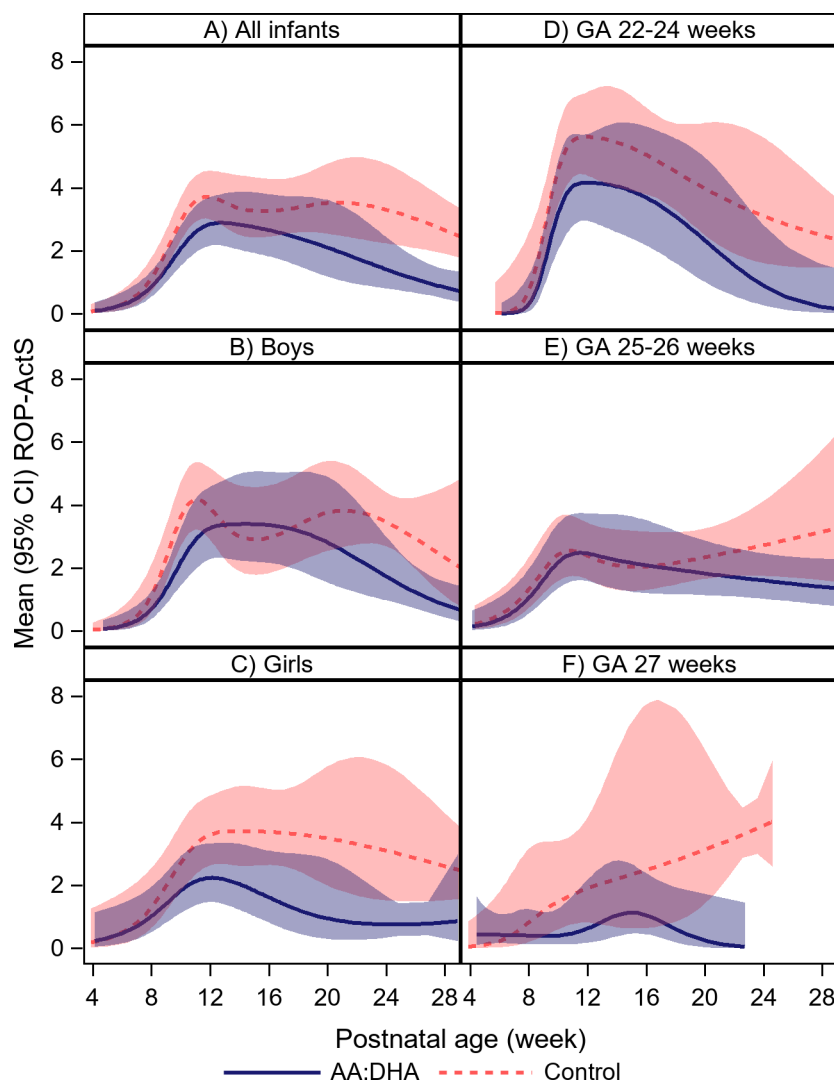 A) All infants
D) GA 22-24 weeks
8
6
4
2
0
B) Boys
E) GA 25-26 weeks
8
6
4
2
0
C) Girls
F) GA 27 weeks
8
6
4
2
0
Mean (95% CI) ROP-ActS
4 8 12 16 20 24 28 4 8 12 16 20 24 28
Postnatal age (week)
AA:DHA Control